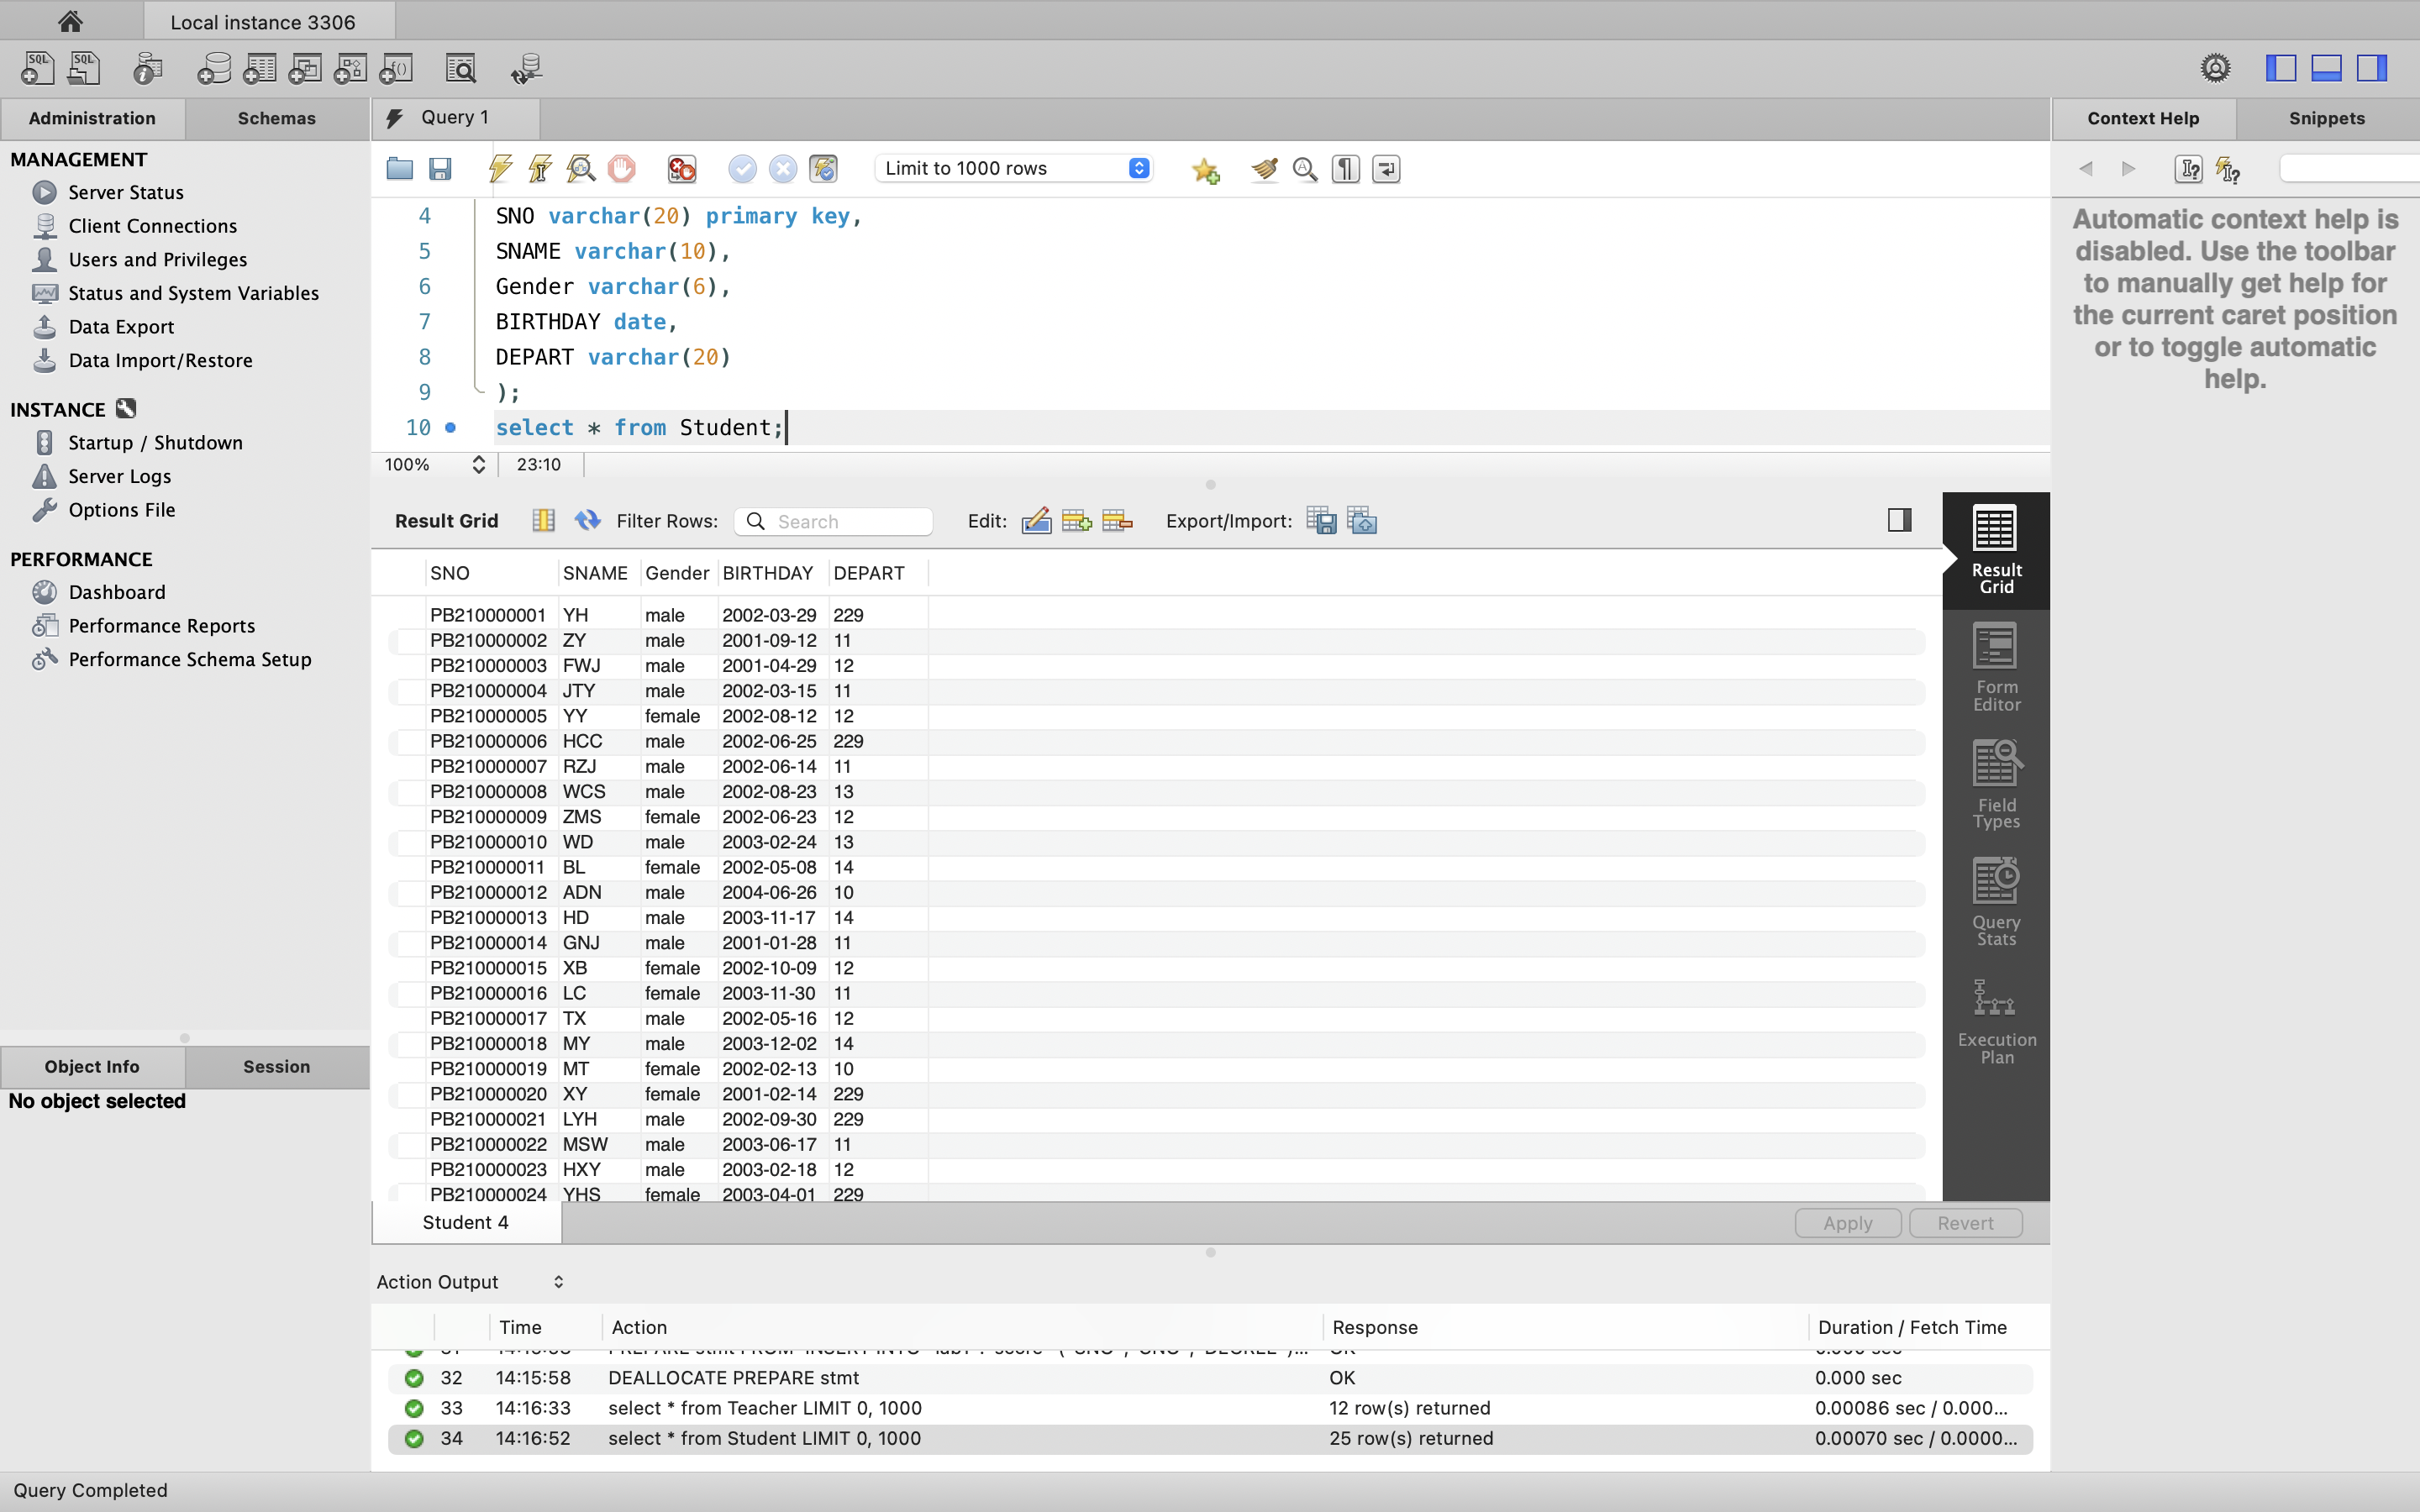 Local instance 3306
Administration
Schemas
MANAGEMENT
Server Status
Client Connections
Users and Privileges
Status and System Variables
Data Export
Data Import/Restore
INSTANCE
Startup / Shutdown
Server Logs
Options File
PERFORMANCE
Dashboard
Performance Reports
Performance Schema Setup
Object Info
Session
No object selected
Query 1
Limit to 1000 rows
4 SNO varchar(20) primary key,
5 SNAME varchar(10),
6 Gender varchar(6),
7 BIRTHDAY date,
8 DEPART varchar(20)
9 );
10 select * from Student;
100% 23:10
Result Grid Filter Rows: Search Edit: Export/Import:
SNO SNAME Gender BIRTHDAY DEPART
PB210000001 YH male 2002-03-29 229
PB210000002 ZY male 2001-09-12 11
PB210000003 FWJ male 2001-04-29 12
PB210000004 JTY male 2002-03-15 11
PB210000005 YY female 2002-08-12 12
PB210000006 HCC male 2002-06-25 229
PB210000007 RZJ male 2002-06-14 11
PB210000008 WCS male 2002-08-23 13
PB210000009 ZMS female 2002-06-23 12
PB210000010 WD male 2003-02-24 13
PB210000011 BL female 2002-05-08 14
PB210000012 ADN male 2004-06-26 10
PB210000013 HD male 2003-11-17 14
PB210000014 GNJ male 2001-01-28 11
PB210000015 XB female 2002-10-09 12
PB210000016 LC female 2003-11-30 11
PB210000017 TX male 2002-05-16 12
PB210000018 MY male 2003-12-02 14
PB210000019 MT female 2002-02-13 10
PB210000020 XY female 2001-02-14 229
PB210000021 LYH male 2002-09-30 229
PB210000022 MSW male 2003-06-17 11
PB210000023 HXY male 2003-02-18 12
PB210000024 YHS female 2003-04-01 229
Result
Grid
Form
Editor
Field
Types
Query
Stats
Execution
Plan
Student 4
Apply
Revert
Action Output
Time Action Response Duration / Fetch Time
32 14:15:58 DEALLOCATE PREPARE stmt OK 0.000 sec
33 14:16:33 select * from Teacher LIMIT 0, 1000 12 row(s) returned 0.00086 sec / 0.000...
34 14:16:52 select * from Student LIMIT 0, 1000 25 row(s) returned 0.00070 sec / 0.0000...
Context Help
Snippets
Automatic context help is
disabled. Use the toolbar
to manually get help for
the current caret position
or to toggle automatic
help.
Query Completed